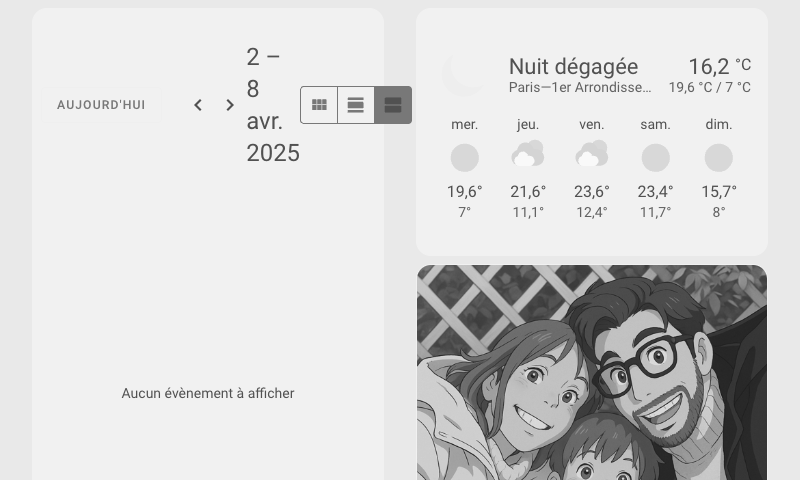 AUJOURD'HUI
2 –
8
avr.
2025
Aucun évènement à afficher
Nuit dégagée
16,2 °C
Paris—1er Arrondisse…
19,6 °C / 7 °C
mer. jeu. ven. sam. dim.
19,6° 21,6° 23,6° 23,4° 15,7°
7° 11,1° 12,4° 11,7° 8°